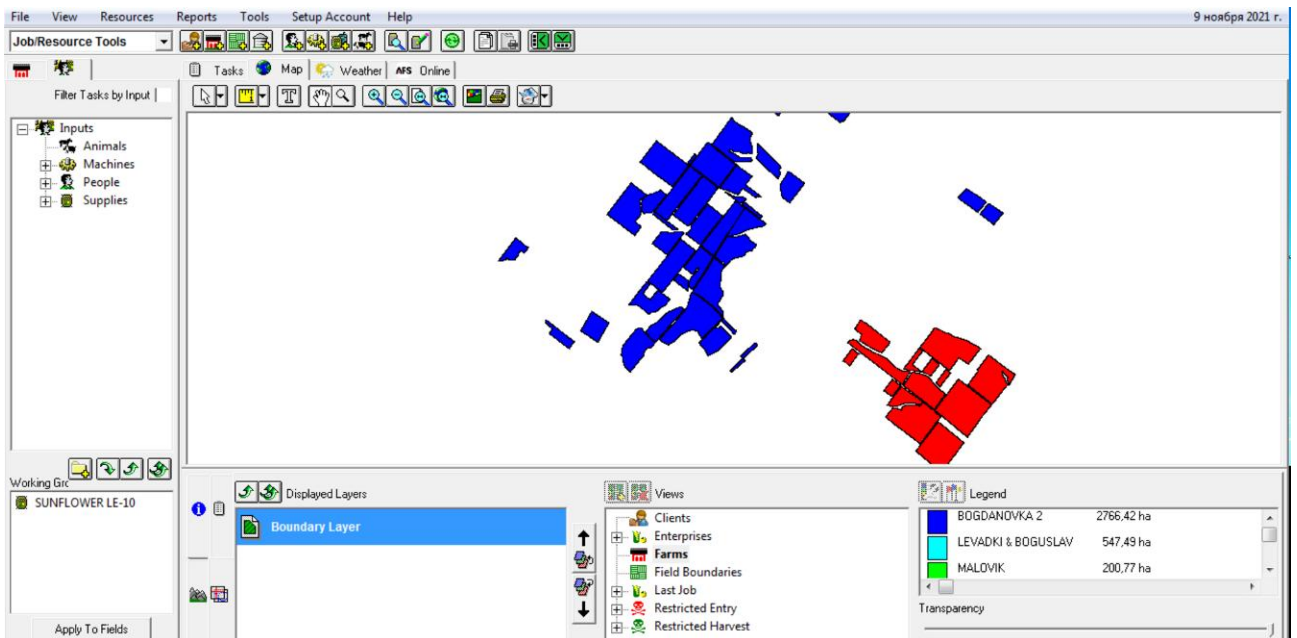 File View Resources Reports Tools Setup Account Help 9 ноября 2021 г.
Job/Resource Tools
Tasks Map Weather AFS Online
Filter Tasks by Input
Inputs
Animals
Machines
People
Supplies
Working Grc
SUNFLOWER LE-10
Apply To Fields
Displayed Layers
Boundary Layer
Views
Clients
Enterprises
Farms
Field Boundaries
Last Job
Restricted Entry
Restricted Harvest
Legend
BOGDANOVKA 2 2766,42 ha
LEVADKI & BOGUSLAV 547,49 ha
MALOVIK 200,77 ha
Transparency